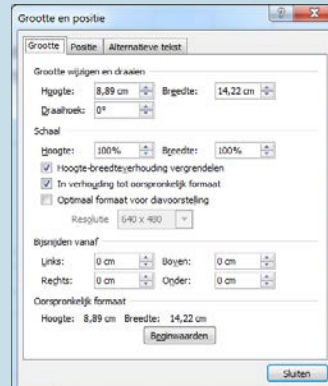 Grootte en positie
Grootte Positie Alternatieve tekst
Grootte wijzigen en draaien
Hoogte: 8,89 cm Breedte: 14,22 cm
Draaihoek: 0°
Schaal
Hoogte: 100% Breedte: 100%
Hoogte-breedteverhouding vergrendelen
In verhouding tot oorspronkelijk formaat
Optimaal formaat voor diavoorstelling
Resolutie 640 x 480
Bijsnijden vanaf
Links: 0 cm Boven: 0 cm
Rechts: 0 cm Onder: 0 cm
Oorspronkelijk formaat
Hoogte: 8,89 cm Breedte: 14,22 cm
Beginwaarden
Sluiten